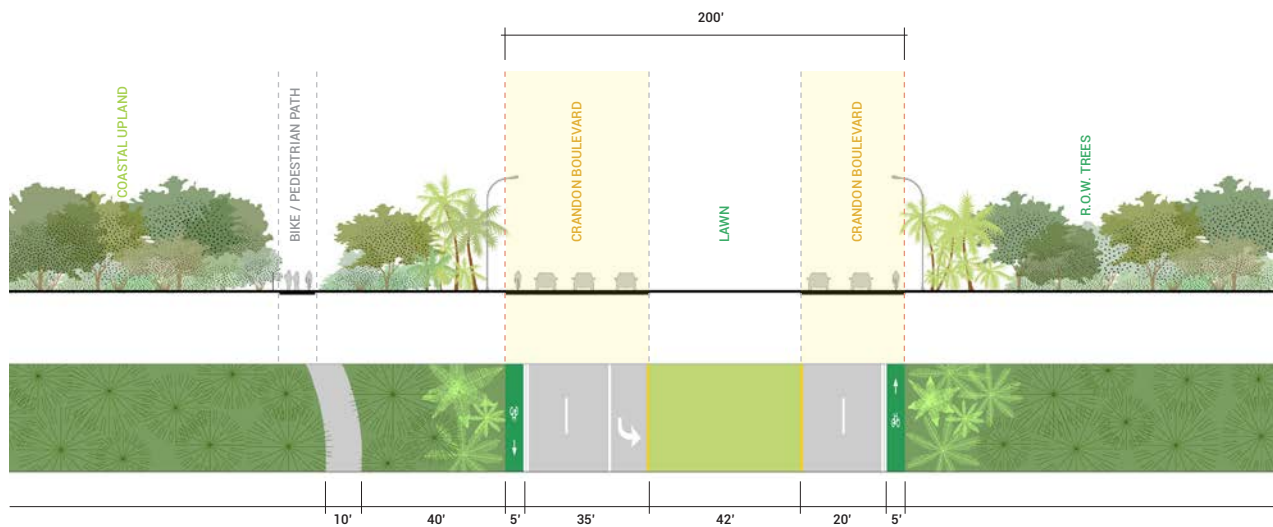 200'
COASTAL UPLAND
BIKE / PEDESTRIAN PATH
CRANDON BOULEVARD
LAWN
CRANDON BOULEVARD
R.O.W. TREES
10'
40'
5'
35'
42'
20'
5'